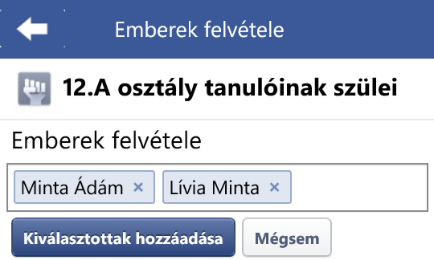 Emberek felvétele
12.A osztály tanulóinak szülei
Emberek felvétele
Minta Ádám × Lívia Minta ×
Kiválasztottak hozzáadása Mégsem